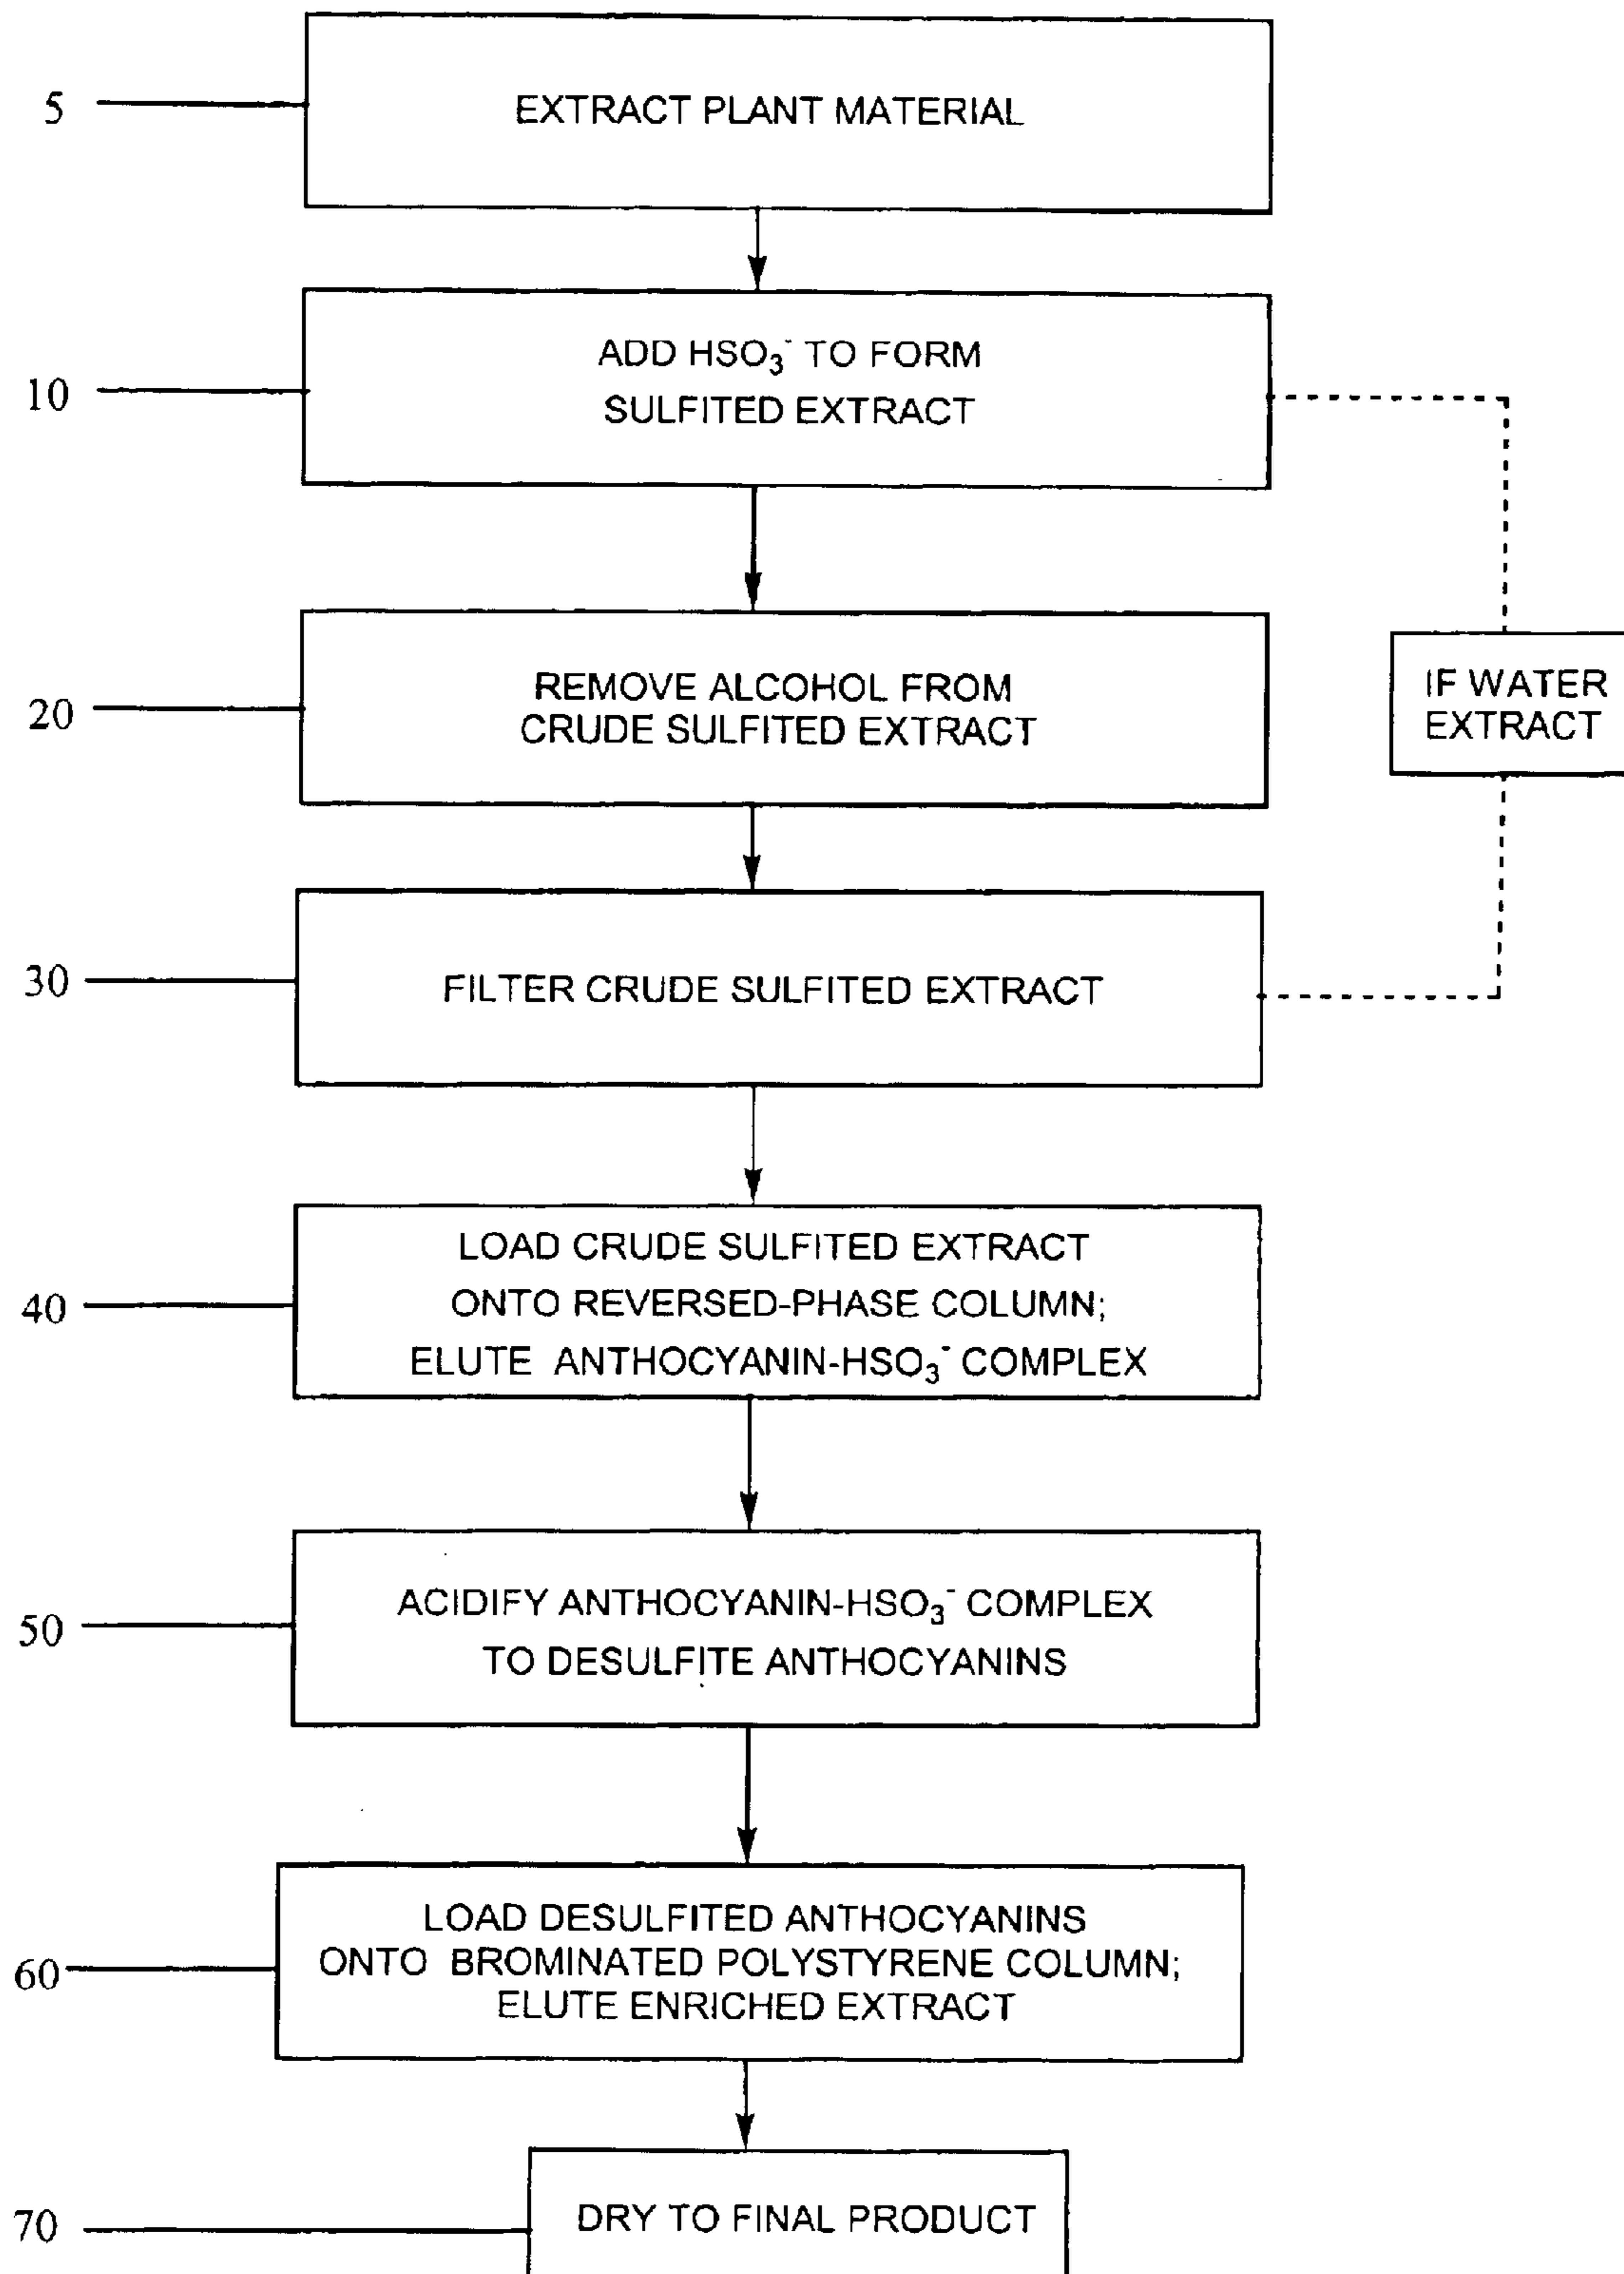 5
EXTRACT PLANT MATERIAL
10
ADD HSO₃⁻ TO FORM
SULFITED EXTRACT
20
REMOVE ALCOHOL FROM
CRUDE SULFITED EXTRACT
IF WATER
EXTRACT
30
FILTER CRUDE SULFITED EXTRACT
40
LOAD CRUDE SULFITED EXTRACT
ONTO REVERSED-PHASE COLUMN;
ELUTE ANTHOCYANIN-HSO₃⁻ COMPLEX
50
ACIDIFY ANTHOCYANIN-HSO₃⁻ COMPLEX
TO DESULFITE ANTHOCYANINS
60
LOAD DESULFITED ANTHOCYANINS
ONTO BROMINATED POLYSTYRENE COLUMN;
ELUTE ENRICHED EXTRACT
70
DRY TO FINAL PRODUCT